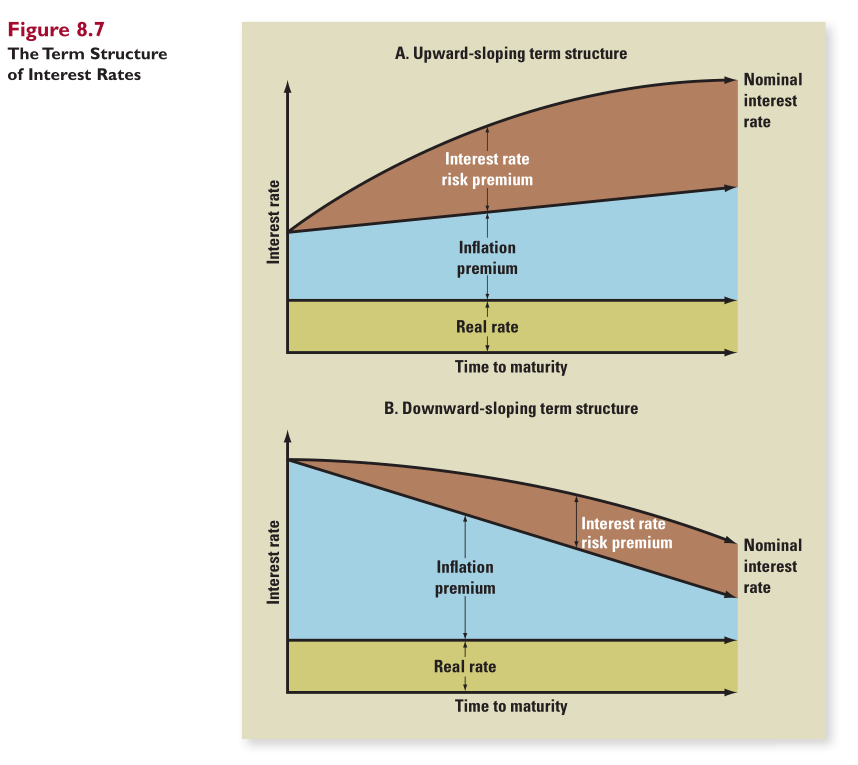 Figure 8.7
The Term Structure
of Interest Rates
A. Upward-sloping term structure
Nominal
interest
rate
Interest rate
risk premium
Interest rate
Inflation
premium
Real rate
Time to maturity
B. Downward-sloping term structure
Interest rate
risk premium
Nominal
interest
rate
Interest rate
Inflation
premium
Real rate
Time to maturity